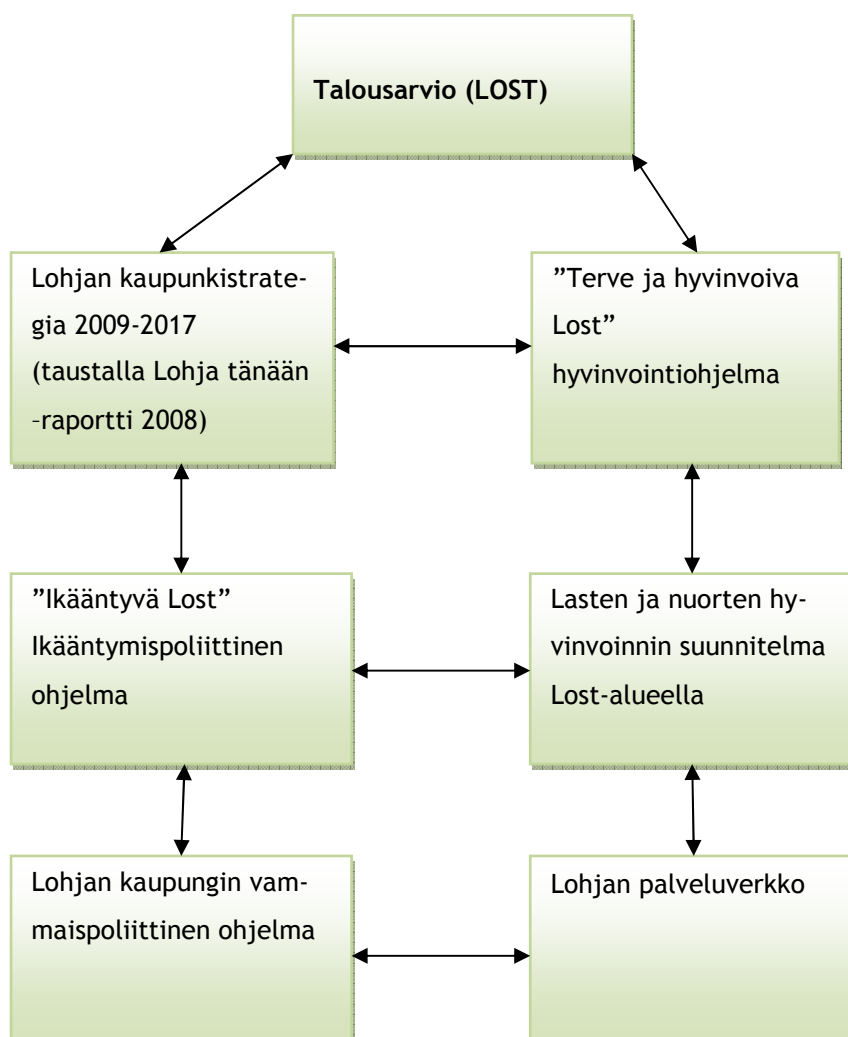 Talousarvio (LOST)
Lohjan kaupunkistrate-
gia 2009-2017
(taustalla Lohja tänään
–raportti 2008)
”Terve ja hyvinvoiva
Lost”
hyvinvointiohjelma
”Ikääntyvä Lost”
Ikääntymispoliittinen
ohjelma
Lasten ja nuorten hy-
vinvoinnin suunnitelma
Lost-alueella
Lohjan kaupungin vam-
maispoliittinen ohjelma
Lohjan palveluverkko